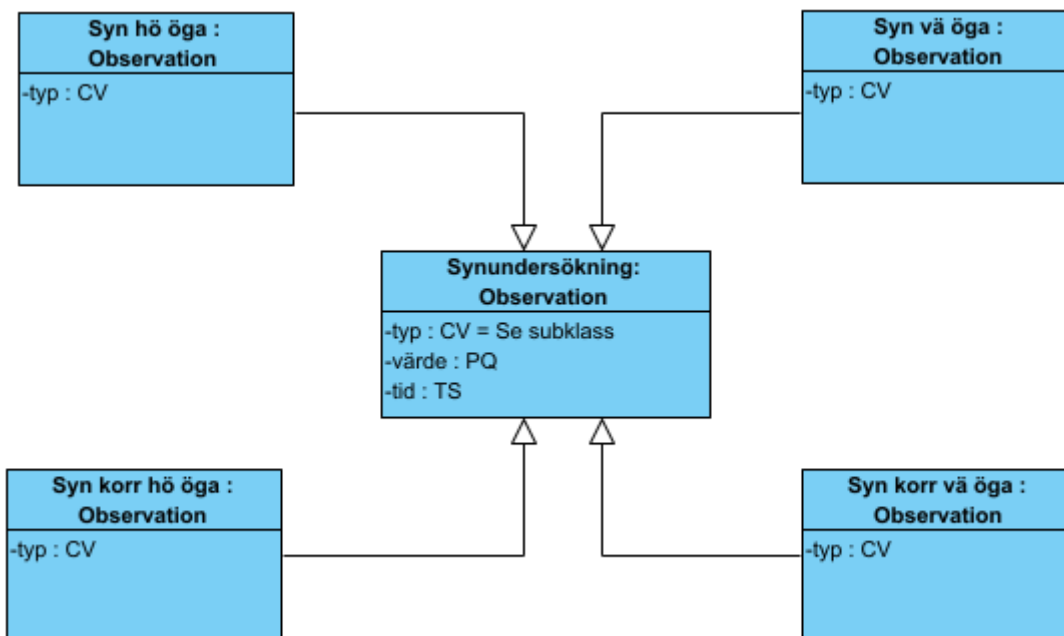 Syn hö öga :
Observation
-typ : CV
Syn vä öga :
Observation
-typ : CV
Synundersökning:
Observation
-typ : CV = Se subklass
-värde : PQ
-tid : TS
Syn korr hö öga :
Observation
-typ : CV
Syn korr vä öga :
Observation
-typ : CV